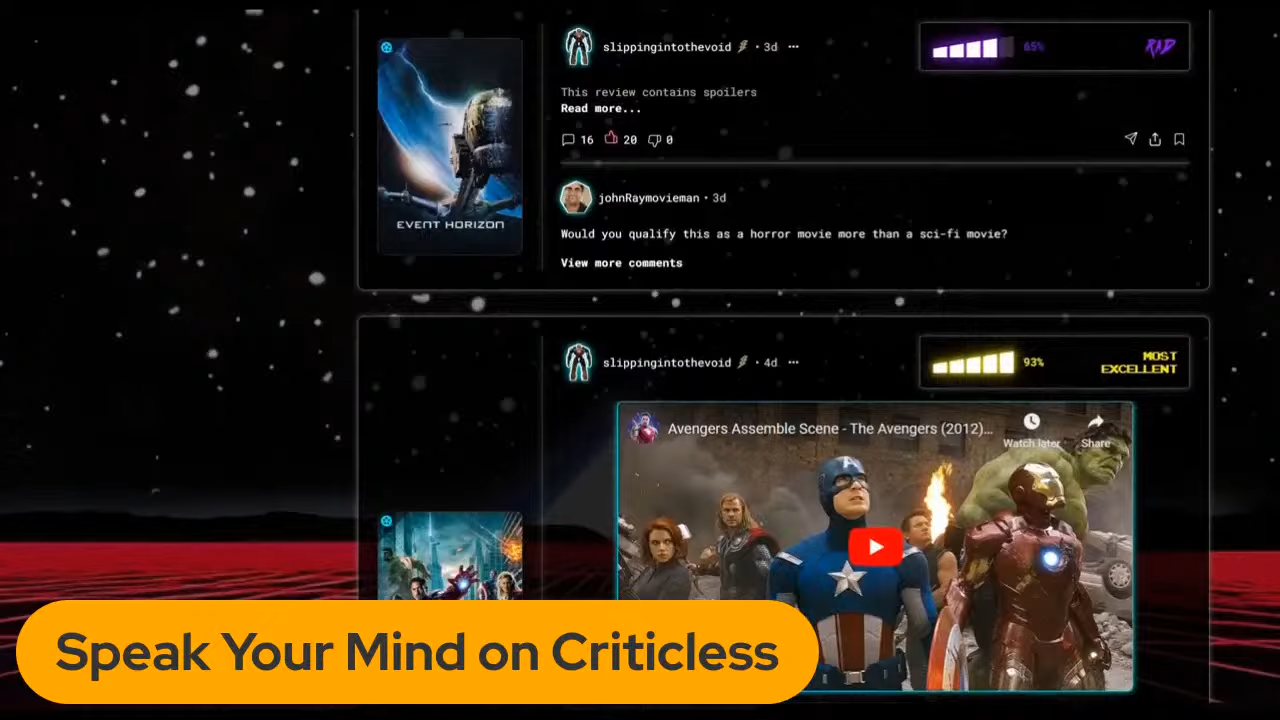 slippingintothevoid • 3d •••
65%
RAD
This review contains spoilers
Read more...
16 20 0
EVENT HORIZON
johnRaymovieman • 3d
Would you qualify this as a horror movie more than a sci-fi movie?
View more comments
slippingintothevoid • 4d •••
93%
MOST
EXCELLENT
Avengers Assemble Scene - The Avengers (2012)...
Watch later
Share
Speak Your Mind on Criticless